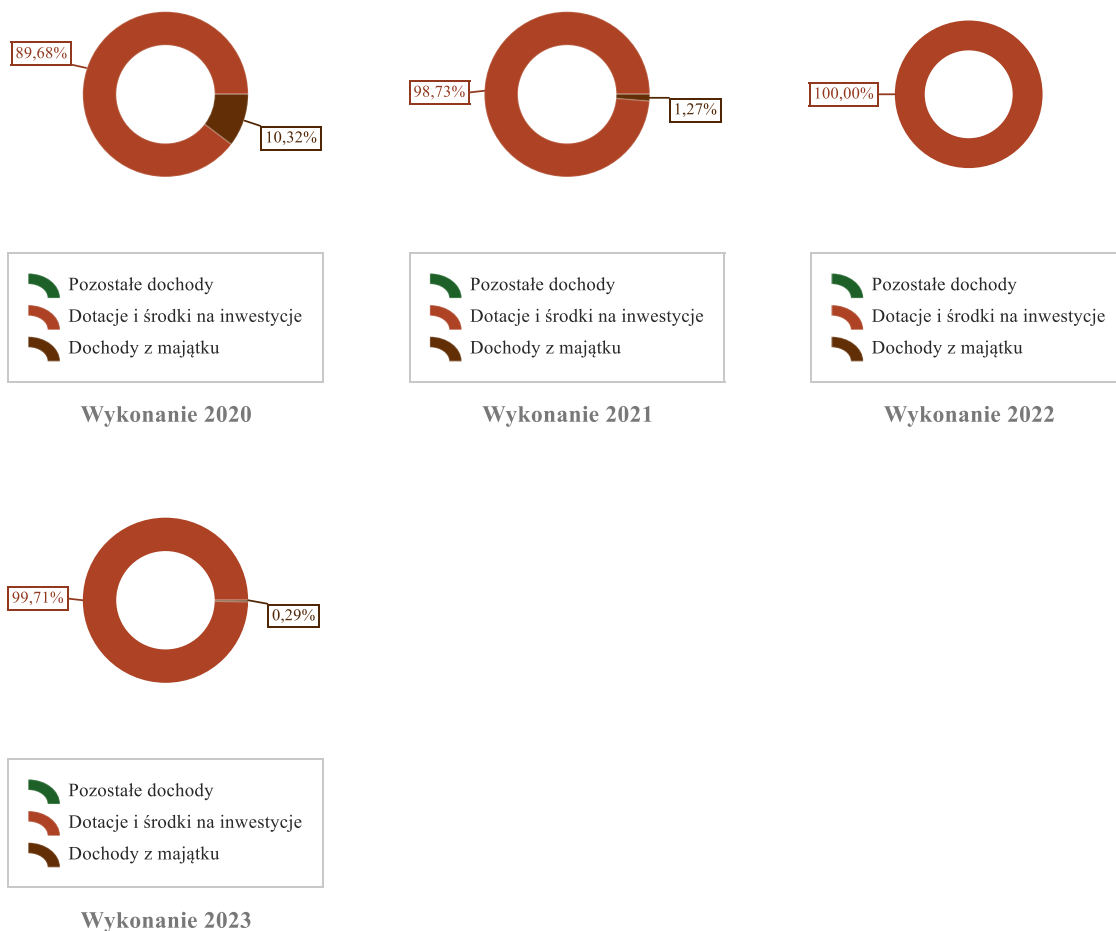 89,68%
10,32%
Pozostałe dochody
Dotacje i środki na inwestycje
Dochody z majątku
Wykonanie 2020
98,73%
1,27%
Pozostałe dochody
Dotacje i środki na inwestycje
Dochody z majątku
Wykonanie 2021
100,00%
Pozostałe dochody
Dotacje i środki na inwestycje
Dochody z majątku
Wykonanie 2022
99,71%
0,29%
Pozostałe dochody
Dotacje i środki na inwestycje
Dochody z majątku
Wykonanie 2023